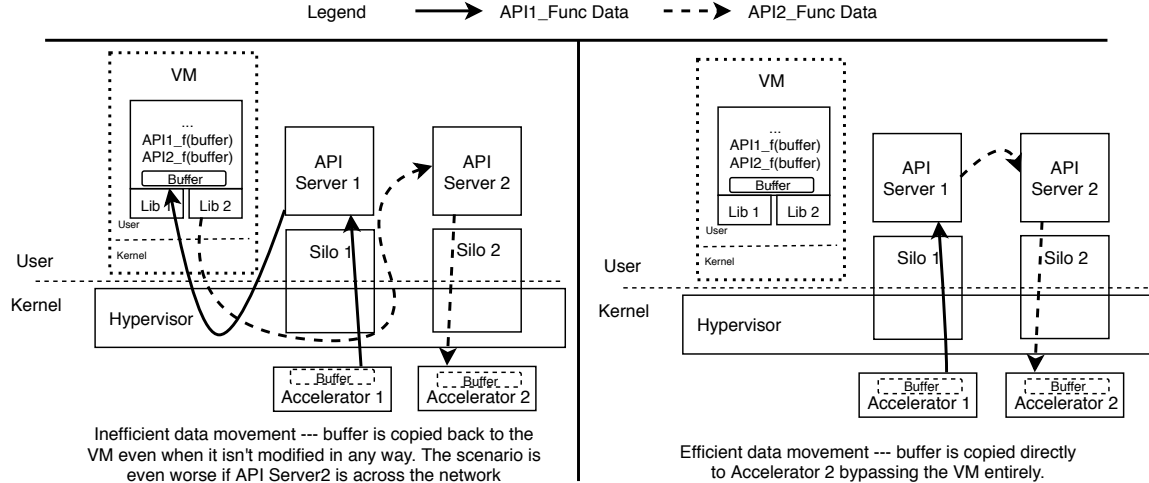 Legend
API1_Func Data
API2_Func Data
VM
...
API1_f(buffer)
API2_f(buffer)
Buffer
Lib 1
Lib 2
User
Kernel
API
Server 1
API
Server 2
Silo 1
Silo 2
User
Kernel
Hypervisor
Buffer
Accelerator 1
Buffer
Accelerator 2
Inefficient data movement --- buffer is copied back to the
VM even when it isn't modified in any way. The scenario is
even worse if API Server2 is across the network
VM
...
API1_f(buffer)
API2_f(buffer)
Buffer
Lib 1
Lib 2
User
Kernel
API
Server 1
API
Server 2
Silo 1
Silo 2
User
Kernel
Hypervisor
Buffer
Accelerator 1
Buffer
Accelerator 2
Efficient data movement --- buffer is copied directly
to Accelerator 2 bypassing the VM entirely.